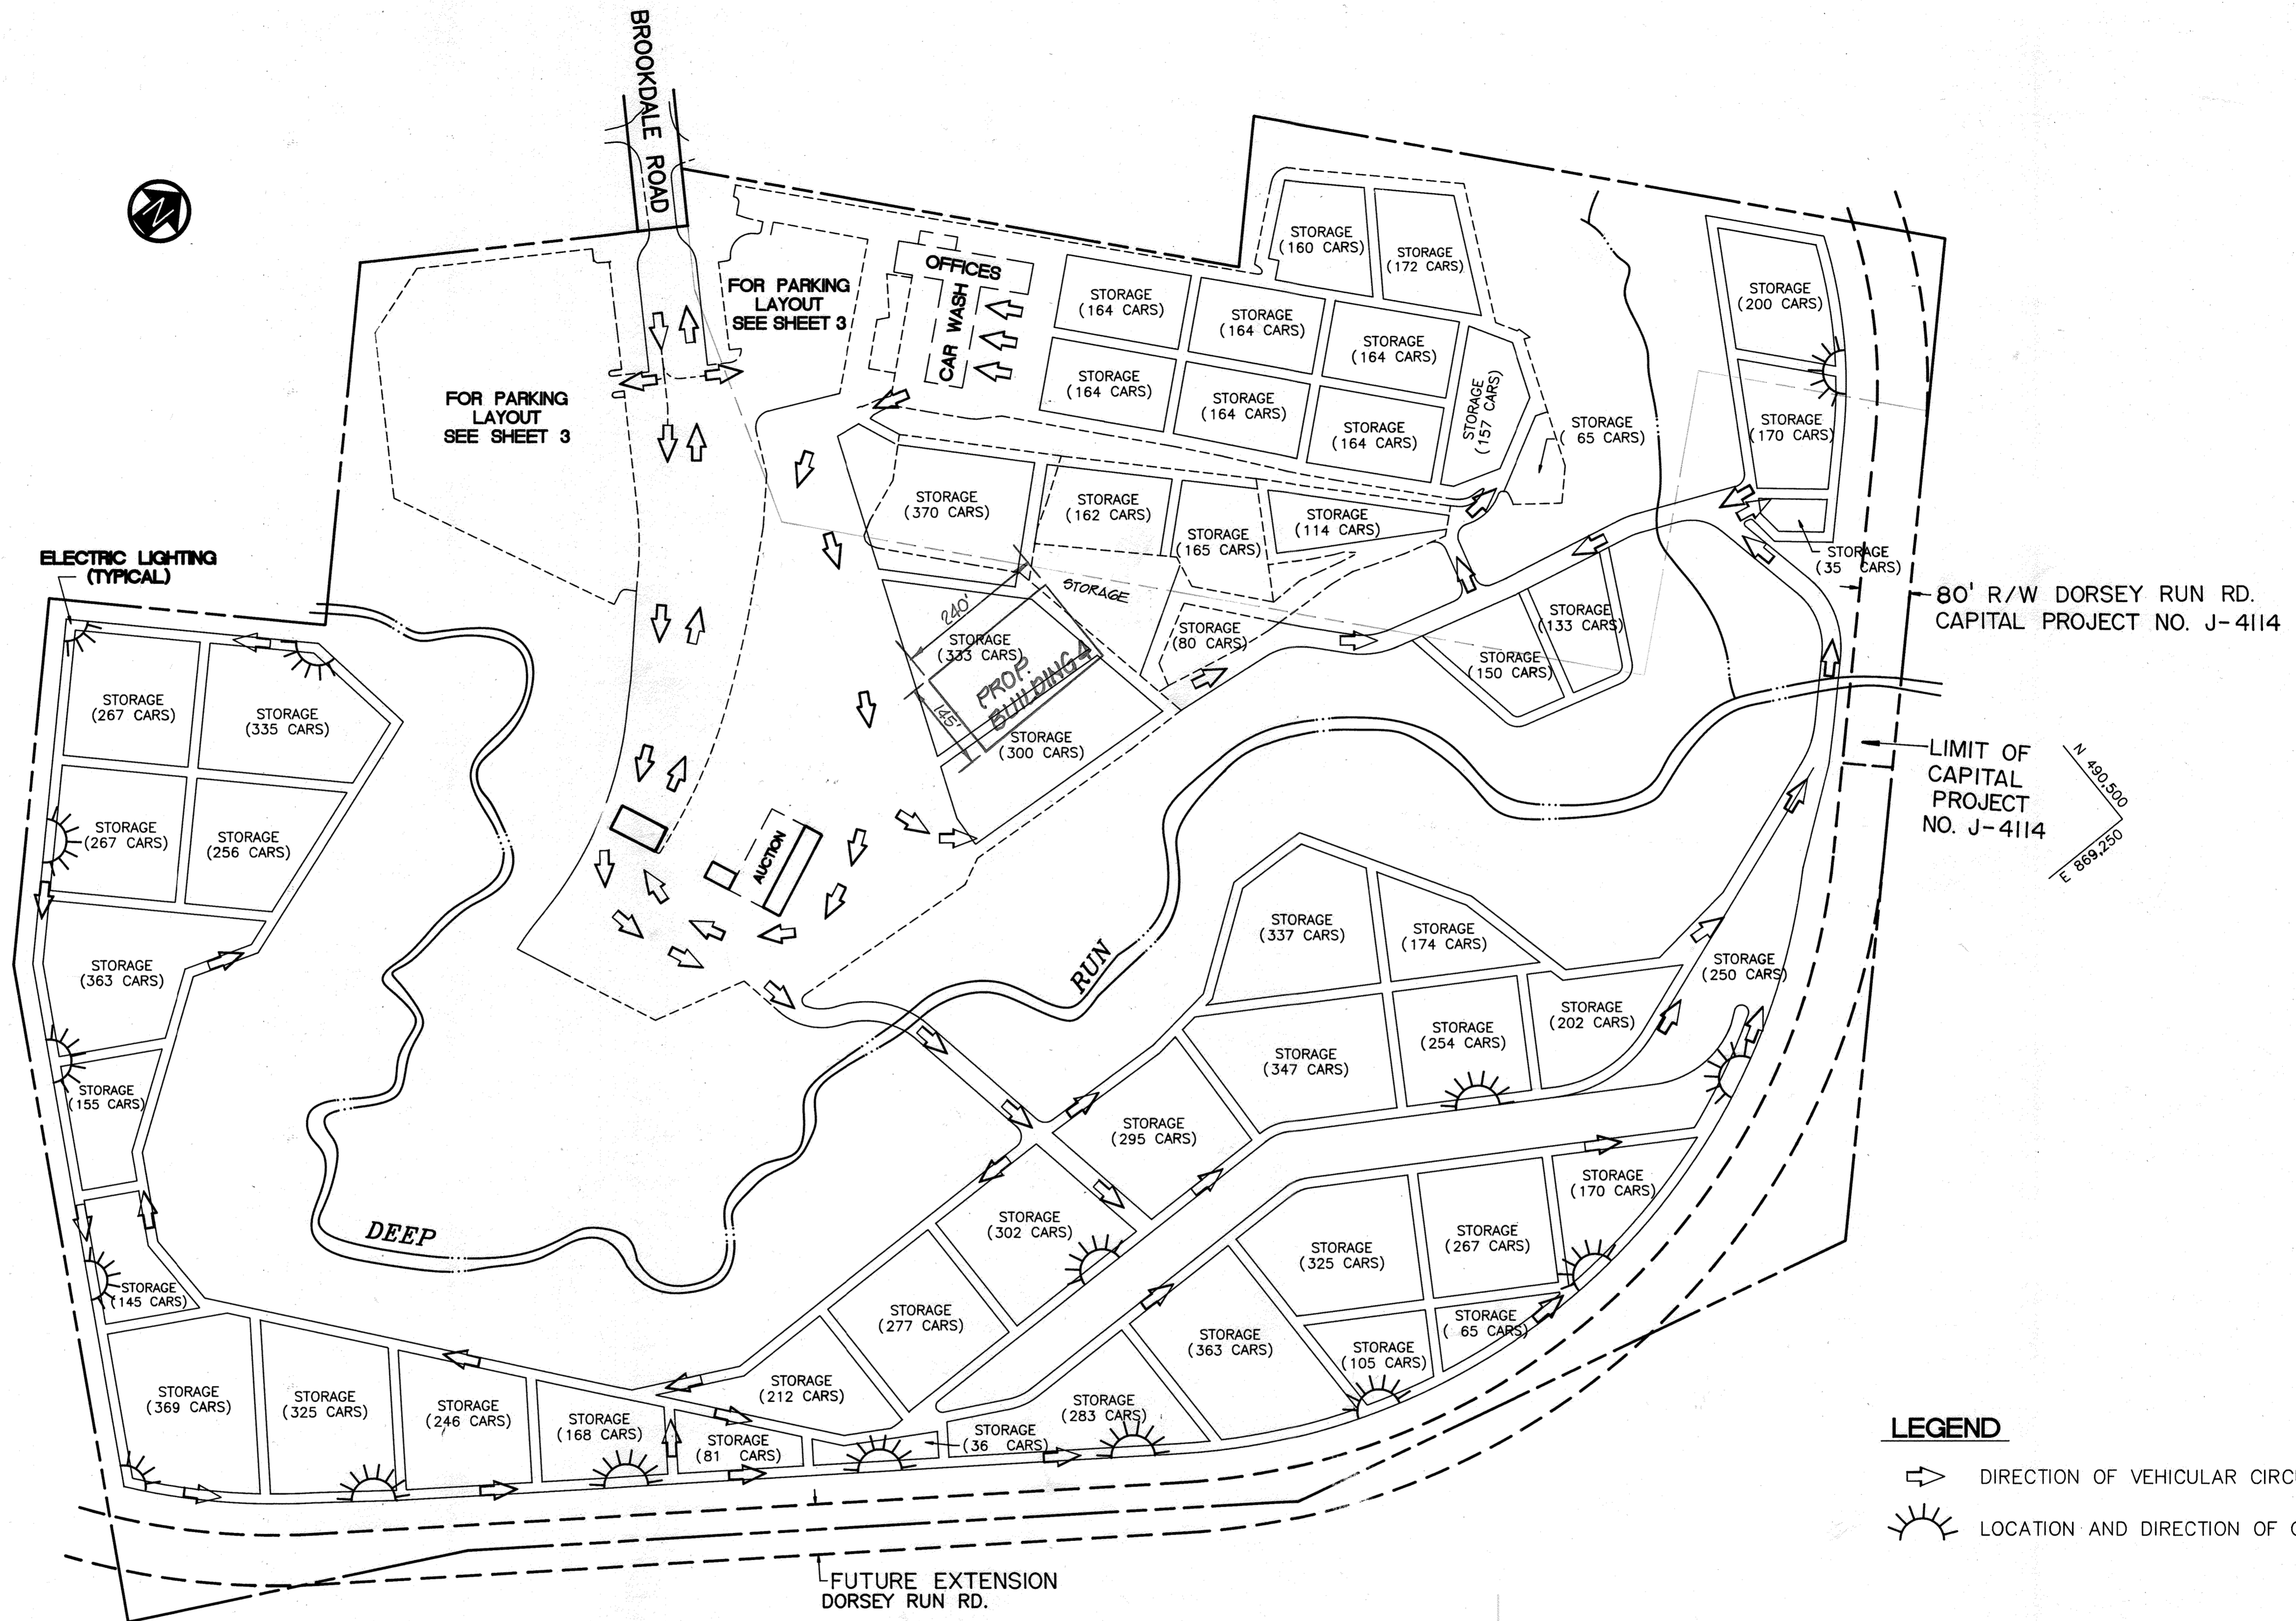 BROOKDALE ROAD
N
OFFICES
CAR WASH
FOR PARKING
LAYOUT
SEE SHEET 3
FOR PARKING
LAYOUT
SEE SHEET 3
STORAGE
(160 CARS)
STORAGE
(172 CARS)
STORAGE
(200 CARS)
STORAGE
(164 CARS)
STORAGE
(164 CARS)
STORAGE
(164 CARS)
STORAGE
(164 CARS)
STORAGE
(164 CARS)
STORAGE
(164 CARS)
STORAGE
(157 CARS)
STORAGE
( 65 CARS)
STORAGE
(170 CARS)
STORAGE
(370 CARS)
STORAGE
(162 CARS)
STORAGE
(165 CARS)
STORAGE
(114 CARS)
STORAGE
(35 CARS)
ELECTRIC LIGHTING
(TYPICAL)
80' R/W DORSEY RUN RD.
CAPITAL PROJECT NO. J-4114
STORAGE
240'
STORAGE
(333 CARS)
PROP.
BUILDING 4
145'
STORAGE
(80 CARS)
STORAGE
(133 CARS)
STORAGE
(150 CARS)
STORAGE
(300 CARS)
LIMIT OF
CAPITAL
PROJECT
NO. J-4114
N 490,500
E 869,250
STORAGE
(267 CARS)
STORAGE
(335 CARS)
STORAGE
(267 CARS)
STORAGE
(256 CARS)
AUCTION
STORAGE
(363 CARS)
STORAGE
(155 CARS)
STORAGE
(145 CARS)
DEEP
RUN
STORAGE
(337 CARS)
STORAGE
(174 CARS)
STORAGE
(250 CARS)
STORAGE
(202 CARS)
STORAGE
(254 CARS)
STORAGE
(347 CARS)
STORAGE
(295 CARS)
STORAGE
(302 CARS)
STORAGE
(277 CARS)
STORAGE
(212 CARS)
STORAGE
(170 CARS)
STORAGE
(267 CARS)
STORAGE
(325 CARS)
STORAGE
( 65 CARS)
STORAGE
(105 CARS)
STORAGE
(363 CARS)
STORAGE
(283 CARS)
STORAGE
(36 CARS)
STORAGE
(81 CARS)
STORAGE
(168 CARS)
STORAGE
(246 CARS)
STORAGE
(325 CARS)
STORAGE
(369 CARS)
FUTURE EXTENSION
DORSEY RUN RD.
LEGEND
DIRECTION OF VEHICULAR CIRC
LOCATION AND DIRECTION OF